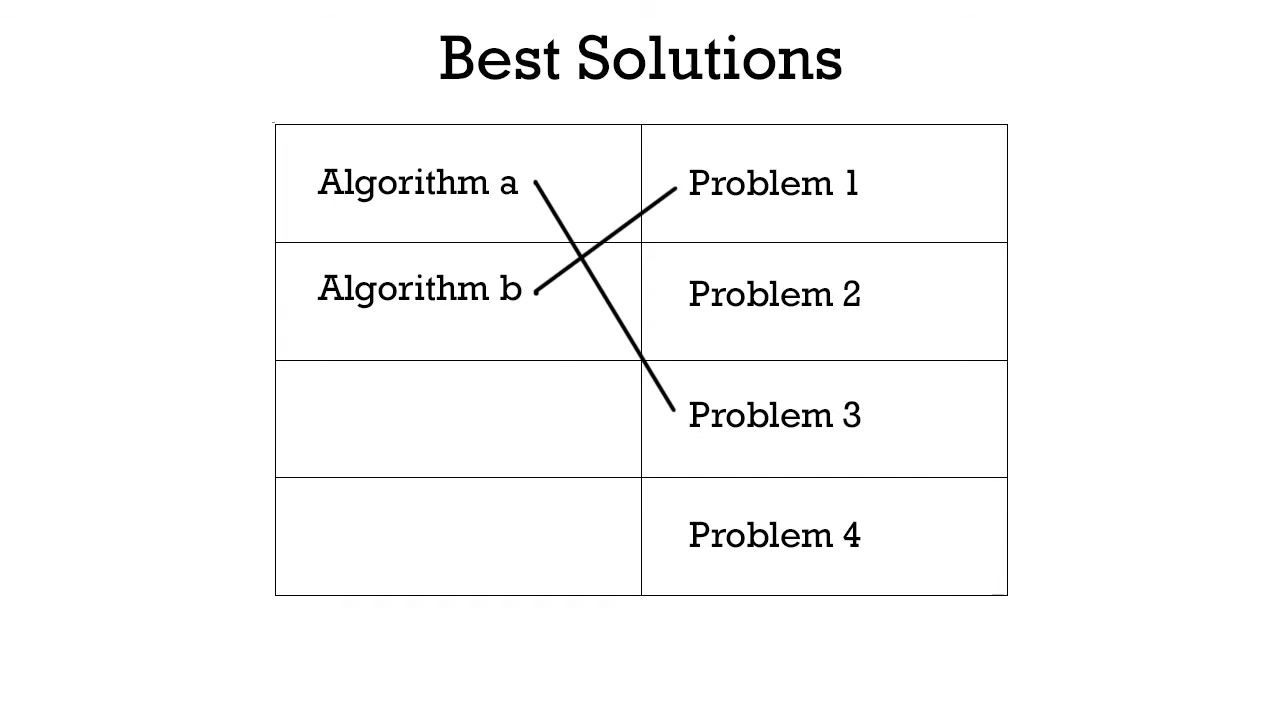 Best Solutions
Algorithm a
Problem 1
Algorithm b
Problem 2
Problem 3
Problem 4